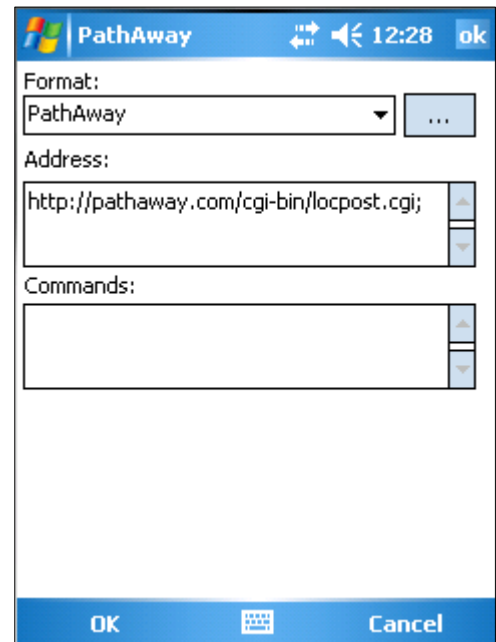 PathAway 12:28 ok
Format:
PathAway ...
Address:
http://pathaway.com/cgi-bin/locpost.cgi;
Commands:
OK Cancel